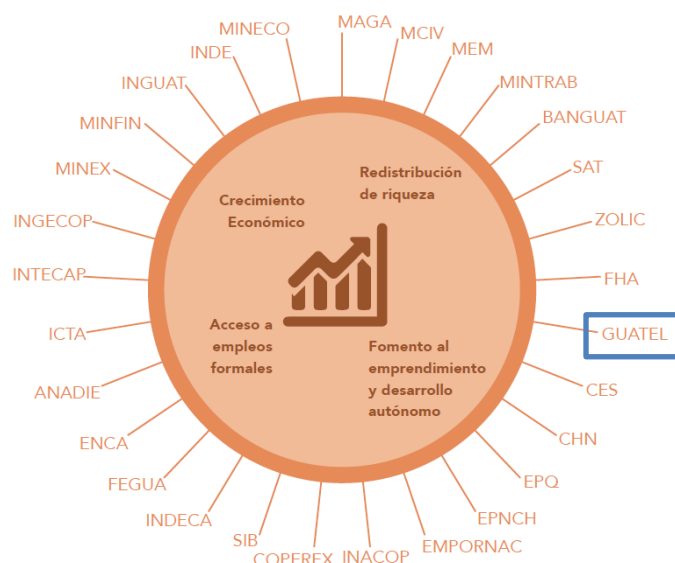 MAGA
MCIV
MEM
MINTRAB
BANGUAT
SAT
ZOLIC
FHA
GUATEL
CES
CHN
EPQ
EPNCH
EMPORNAC
INACOP
COPEREX
SIB
INDECA
FEGUA
ENCA
ANADIE
ICTA
INTECAP
INGECOP
MINEX
MINFIN
INGUAT
INDE
MINECO
Crecimiento
Económico
Redistribución
de riqueza
Acceso a
empleos
formales
Fomento al
emprendimiento
y desarrollo
autónomo